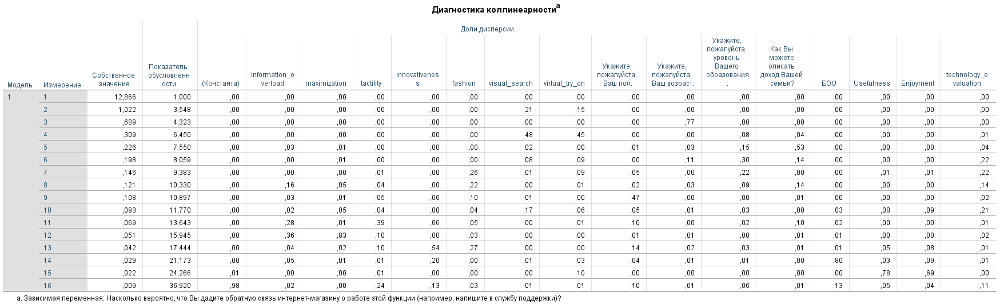 Диагностика коллинеарностиa
Доли дисперсии
Модель Измерение Собственное значение Показатель обусловленн ости (Константа) information_o verload maximization tactility innovativenes s fashion visual_search virtual_try_on Укажите, пожалуйста, Ваш пол: Укажите, пожалуйста, Ваш возраст: Укажите, пожалуйста, уровень Вашего образования : Как Вы можете описать доход Вашей семьи? EOU Usefulness Enjoyment technology_e valuation
1 1 12,866 1,000 ,00 ,00 ,00 ,00 ,00 ,00 ,00 ,00 ,00 ,00 ,00 ,00 ,00 ,00 ,00 ,00
2 1,022 3,548 ,00 ,00 ,00 ,00 ,00 ,00 ,21 ,15 ,00 ,00 ,00 ,00 ,00 ,00 ,00 ,00
3 ,689 4,323 ,00 ,00 ,00 ,00 ,00 ,00 ,00 ,00 ,00 ,77 ,00 ,00 ,00 ,00 ,00 ,00
4 ,309 6,450 ,00 ,00 ,00 ,00 ,00 ,00 ,48 ,45 ,00 ,00 ,08 ,04 ,00 ,00 ,00 ,01
5 ,226 7,550 ,00 ,03 ,01 ,00 ,00 ,00 ,02 ,00 ,01 ,03 ,15 ,53 ,00 ,00 ,00 ,04
6 ,198 8,059 ,00 ,00 ,01 ,00 ,00 ,00 ,08 ,09 ,00 ,11 ,30 ,14 ,00 ,00 ,00 ,22
7 ,146 9,383 ,00 ,00 ,00 ,01 ,00 ,26 ,01 ,09 ,05 ,00 ,22 ,00 ,00 ,01 ,01 ,22
8 ,121 10,330 ,00 ,16 ,05 ,04 ,00 ,22 ,00 ,01 ,02 ,03 ,09 ,14 ,00 ,00 ,00 ,14
9 ,108 10,897 ,00 ,03 ,01 ,05 ,06 ,10 ,01 ,00 ,47 ,00 ,00 ,01 ,00 ,00 ,00 ,02
10 ,093 11,770 ,00 ,02 ,05 ,04 ,00 ,04 ,17 ,06 ,05 ,01 ,03 ,00 ,03 ,08 ,09 ,21
11 ,069 13,643 ,00 ,28 ,01 ,39 ,06 ,05 ,00 ,01 ,10 ,00 ,02 ,10 ,02 ,00 ,00 ,01
12 ,051 15,945 ,00 ,36 ,83 ,10 ,00 ,03 ,00 ,00 ,01 ,01 ,00 ,01 ,01 ,00 ,00 ,02
13 ,042 17,444 ,00 ,04 ,02 ,10 ,54 ,27 ,00 ,00 ,14 ,02 ,03 ,01 ,01 ,05 ,08 ,01
14 ,029 21,173 ,00 ,05 ,01 ,01 ,20 ,00 ,01 ,03 ,04 ,01 ,01 ,00 ,80 ,03 ,09 ,01
15 ,022 24,266 ,01 ,00 ,00 ,01 ,00 ,00 ,00 ,10 ,00 ,00 ,00 ,00 ,00 ,78 ,69 ,00
16 ,009 36,920 ,98 ,02 ,00 ,24 ,13 ,03 ,01 ,01 ,10 ,01 ,06 ,01 ,13 ,05 ,04 ,11
a. Зависимая переменная: Насколько вероятно, что Вы дадите обратную связь интернет-магазину о работе этой функции (например, напишите в службу поддержки)?